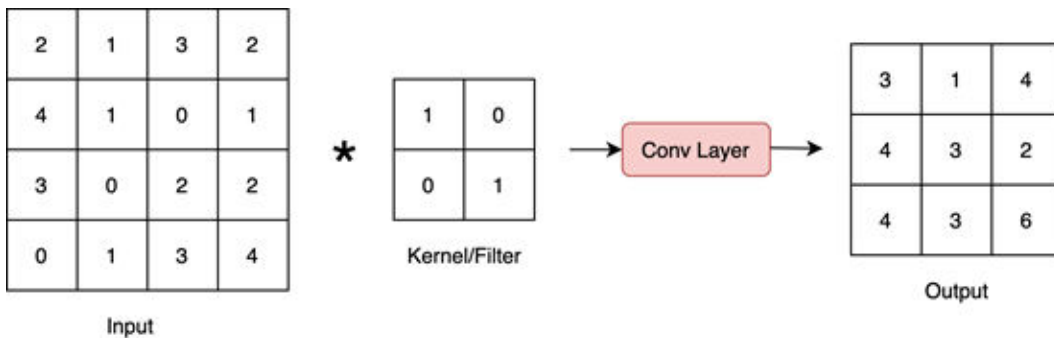 2 1 3 2
4 1 0 1
3 0 2 2
0 1 3 4
Input
*
1 0
0 1
Kernel/Filter
Conv Layer
3 1 4
4 3 2
4 3 6
Output